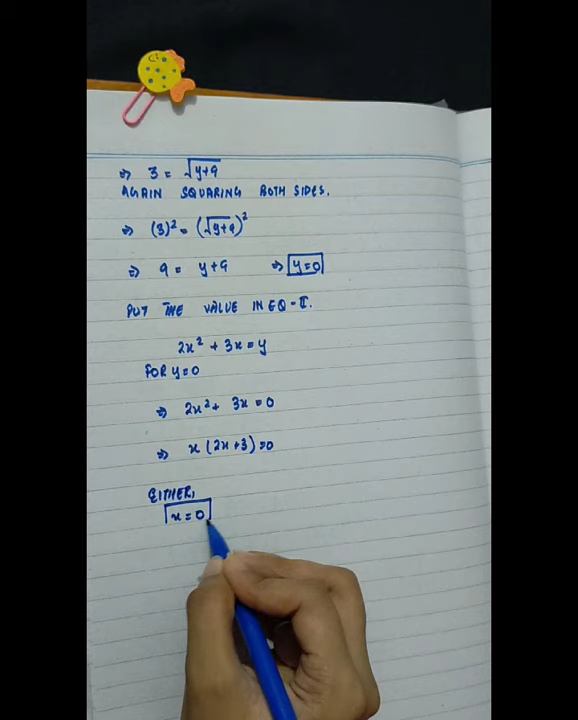 ⇒ 3 = √y+9
AGAIN SQUARING BOTH SIDES.
⇒ (3)² = (√y+9)²
⇒ 9 = y+9 ⇒ y=0
PUT THE VALUE IN EQ-II.
2x² + 3x = y
FOR y=0
⇒ 2x² + 3x = 0
⇒ x(2x+3)=0
EITHER,
x=0